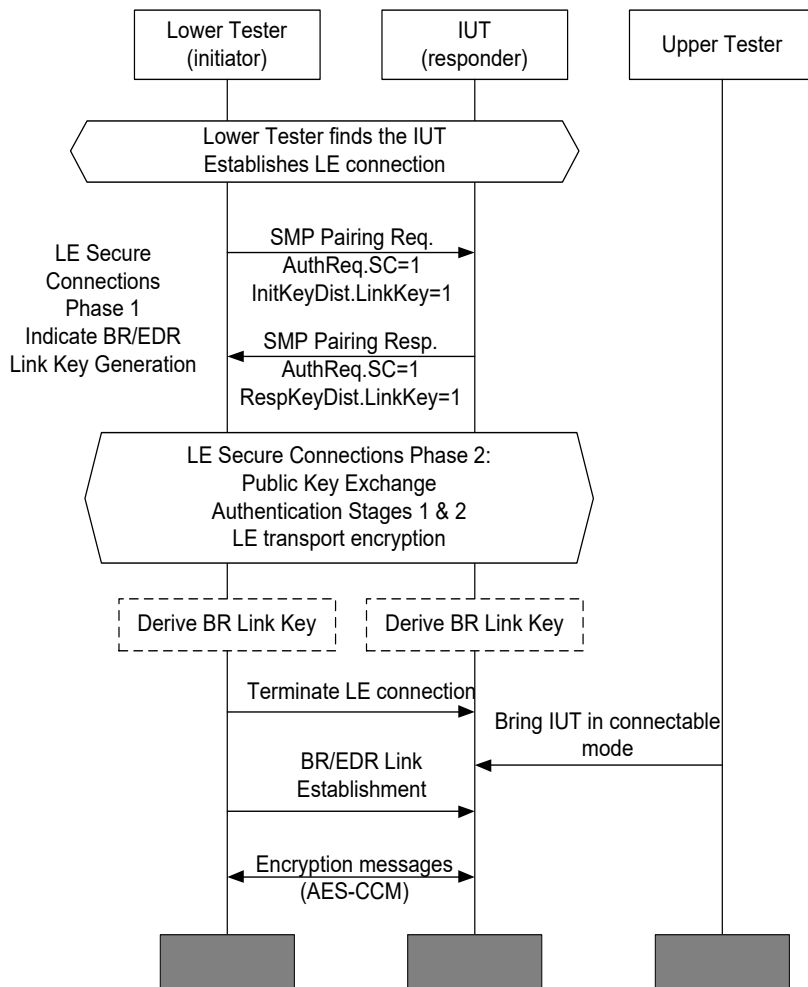 Lower Tester
(initiator)
IUT
(responder)
Upper Tester
Lower Tester finds the IUT
Establishes LE connection
LE Secure
Connections
Phase 1
Indicate BR/EDR
Link Key Generation
SMP Pairing Req.
AuthReq.SC=1
InitKeyDist.LinkKey=1
SMP Pairing Resp.
AuthReq.SC=1
RespKeyDist.LinkKey=1
LE Secure Connections Phase 2:
Public Key Exchange
Authentication Stages 1 & 2
LE transport encryption
Derive BR Link Key
Derive BR Link Key
Terminate LE connection
Bring IUT in connectable
mode
BR/EDR Link
Establishment
Encryption messages
(AES-CCM)